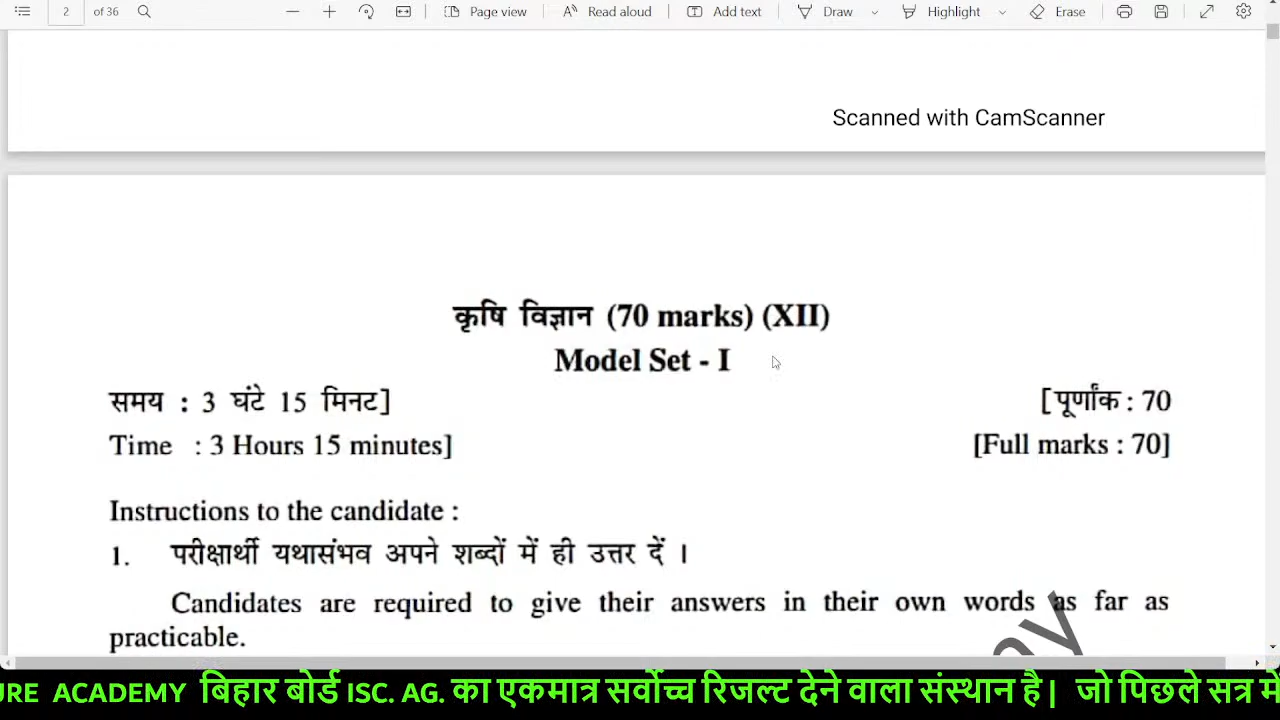 2 of 36 Page view Read aloud Add text Draw Highlight Erase
Scanned with CamScanner
कृषि विज्ञान (70 marks) (XII)
Model Set - I
समय : 3 घंटे 15 मिनट] [पूर्णांक : 70
Time : 3 Hours 15 minutes] [Full marks : 70]
Instructions to the candidate :
1. परीक्षार्थी यथासंभव अपने शब्दों में ही उत्तर दें ।
Candidates are required to give their answers in their own words as far as
practicable.
URE ACADEMY बिहार बोर्ड ISC. AG. का एकमात्र सर्वोच्च रिजल्ट देने वाला संस्थान है | जो पिछले सत्र में